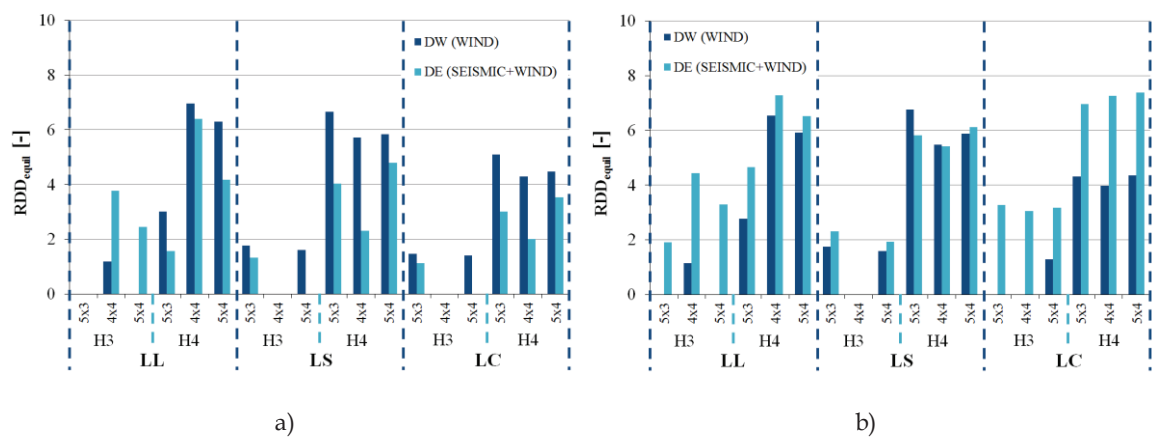 10
8
6
4
2
0
RDDequil [-]
DW (WIND)
DE (SEISMIC+WIND)
5x3 4x4 5x4 5x3 4x4 5x4 5x3 4x4 5x4 5x3 4x4 5x4 5x3 4x4 5x4 5x3 4x4 5x4
H3 H4 H3 H4 H3 H4
LL LS LC
a)
10
8
6
4
2
0
RDDequil [-]
DW (WIND)
DE (SEISMIC+WIND)
5x3 4x4 5x4 5x3 4x4 5x4 5x3 4x4 5x4 5x3 4x4 5x4 5x3 4x4 5x4 5x3 4x4 5x4
H3 H4 H3 H4 H3 H4
LL LS LC
b)